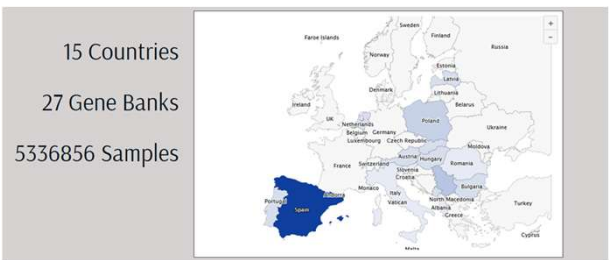 15 Countries
27 Gene Banks
5336856 Samples
+
-
Sweden
Faroe Islands
Finland
Russia
Norway
Estonia
Latvia
Denmark
Lithuania
Ireland
Belarus
UK
Netherlands
Poland
Belgium
Germany
Ukraine
Luxembourg
Czech Republic
Moldova
France
Switzerland
Austria
Hungary
Romania
Slovenia
Croatia
Monaco
Italy
Bulgaria
Portugal
Andorra
Vatican
North Macedonia
Spain
Albania
Turkey
Greece
Cyprus
Malta